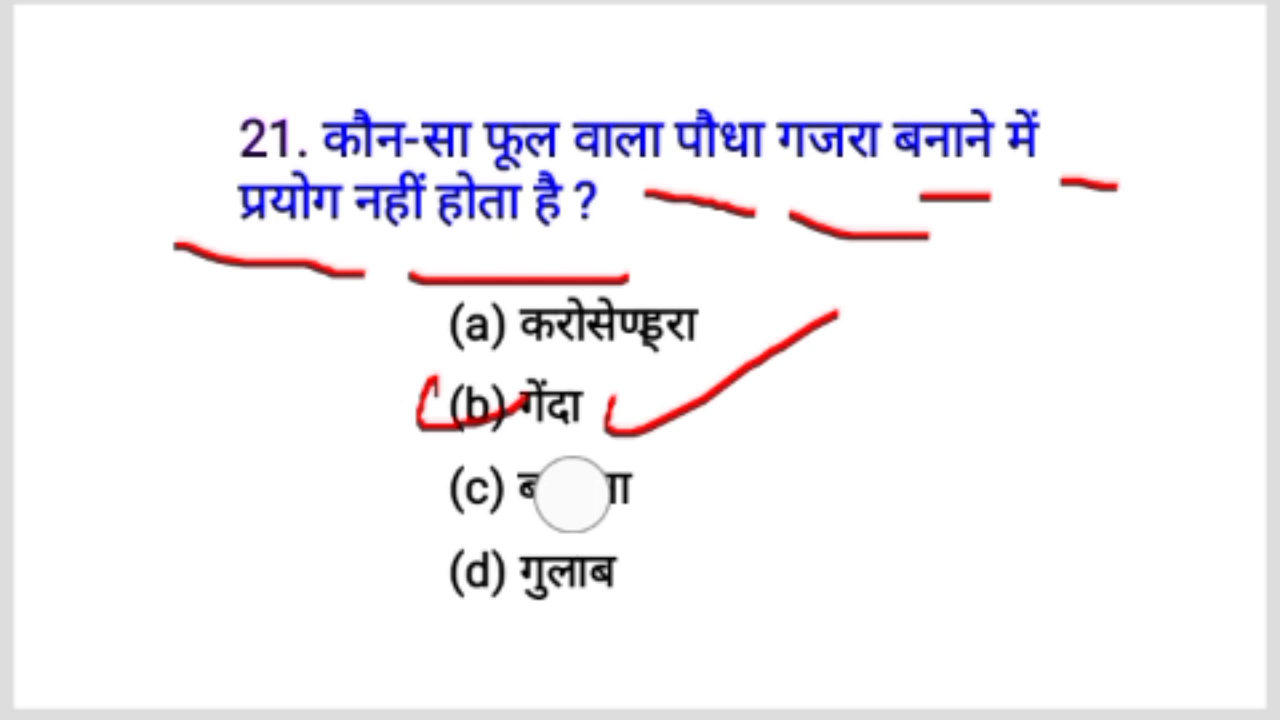 21. कौन-सा फूल वाला पौधा गजरा बनाने में
प्रयोग नहीं होता है ?
(a) करोसेण्ड्रा
(b) गेंदा
(c)
(d) गुलाब